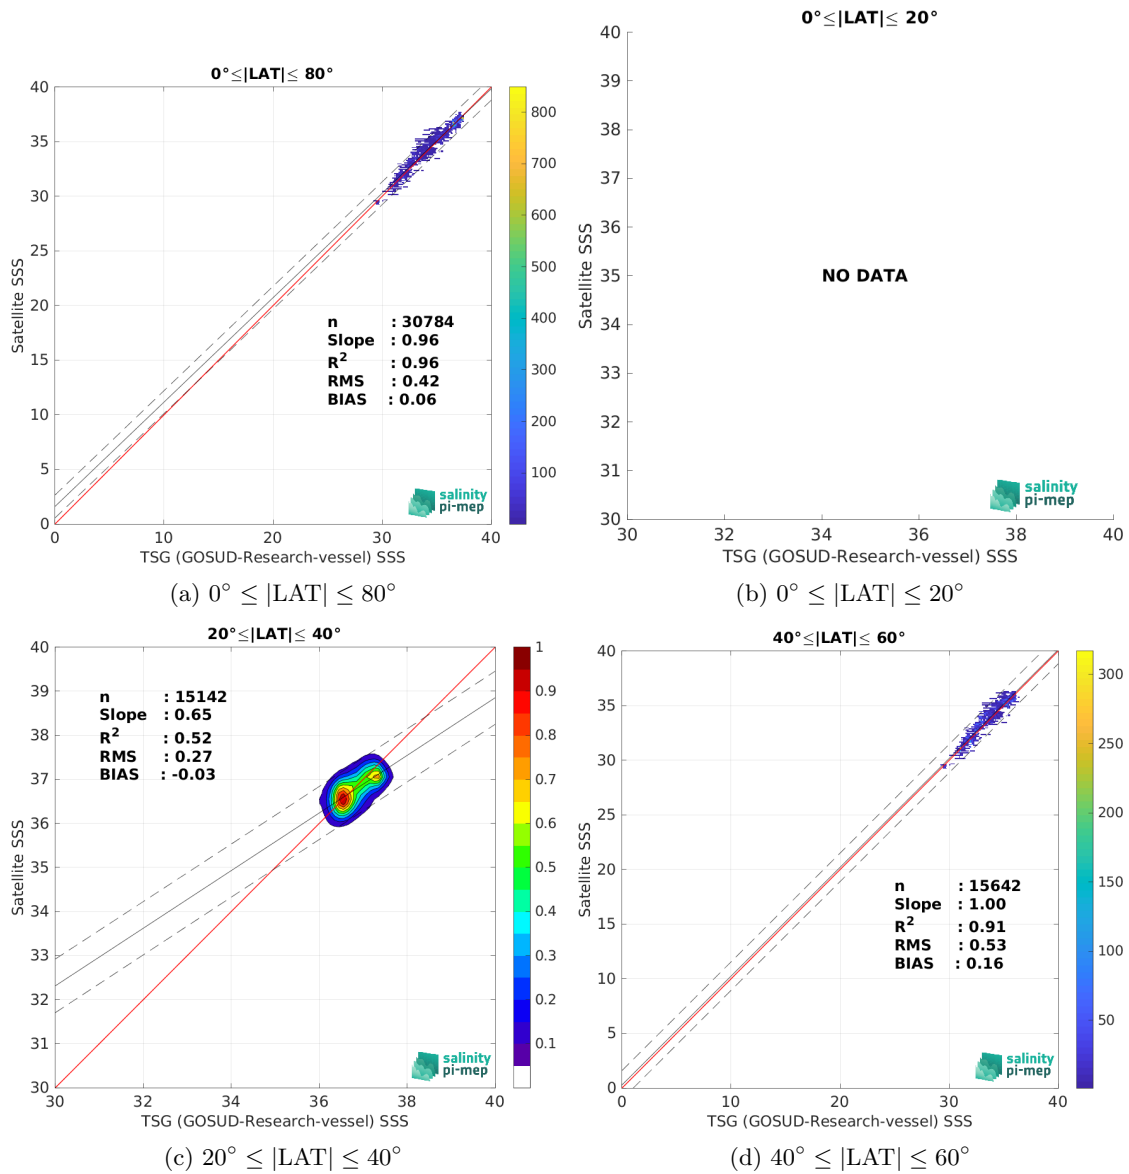 0°≤|LAT|≤ 80°
Satellite SSS
40
35
30
25
20
15
10
5
0
n : 30784
Slope : 0.96
R² : 0.96
RMS : 0.42
BIAS : 0.06
salinity
pi-mep
0 10 20 30 40
TSG (GOSUD-Research-vessel) SSS
800
700
600
500
400
300
200
100
(a) 0° ≤ |LAT| ≤ 80°
0°≤|LAT|≤ 20°
Satellite SSS
40
39
38
37
36
35
34
33
32
31
30
NO DATA
salinity
pi-mep
30 32 34 36 38 40
TSG (GOSUD-Research-vessel) SSS
(b) 0° ≤ |LAT| ≤ 20°
20°≤|LAT|≤ 40°
Satellite SSS
40
39
38
37
36
35
34
33
32
31
30
n : 15142
Slope : 0.65
R² : 0.52
RMS : 0.27
BIAS : -0.03
salinity
pi-mep
30 32 34 36 38 40
TSG (GOSUD-Research-vessel) SSS
1
0.9
0.8
0.7
0.6
0.5
0.4
0.3
0.2
0.1
(c) 20° ≤ |LAT| ≤ 40°
40°≤|LAT|≤ 60°
Satellite SSS
40
35
30
25
20
15
10
5
0
n : 15642
Slope : 1.00
R² : 0.91
RMS : 0.53
BIAS : 0.16
salinity
pi-mep
0 10 20 30 40
TSG (GOSUD-Research-vessel) SSS
300
250
200
150
100
50
(d) 40° ≤ |LAT| ≤ 60°